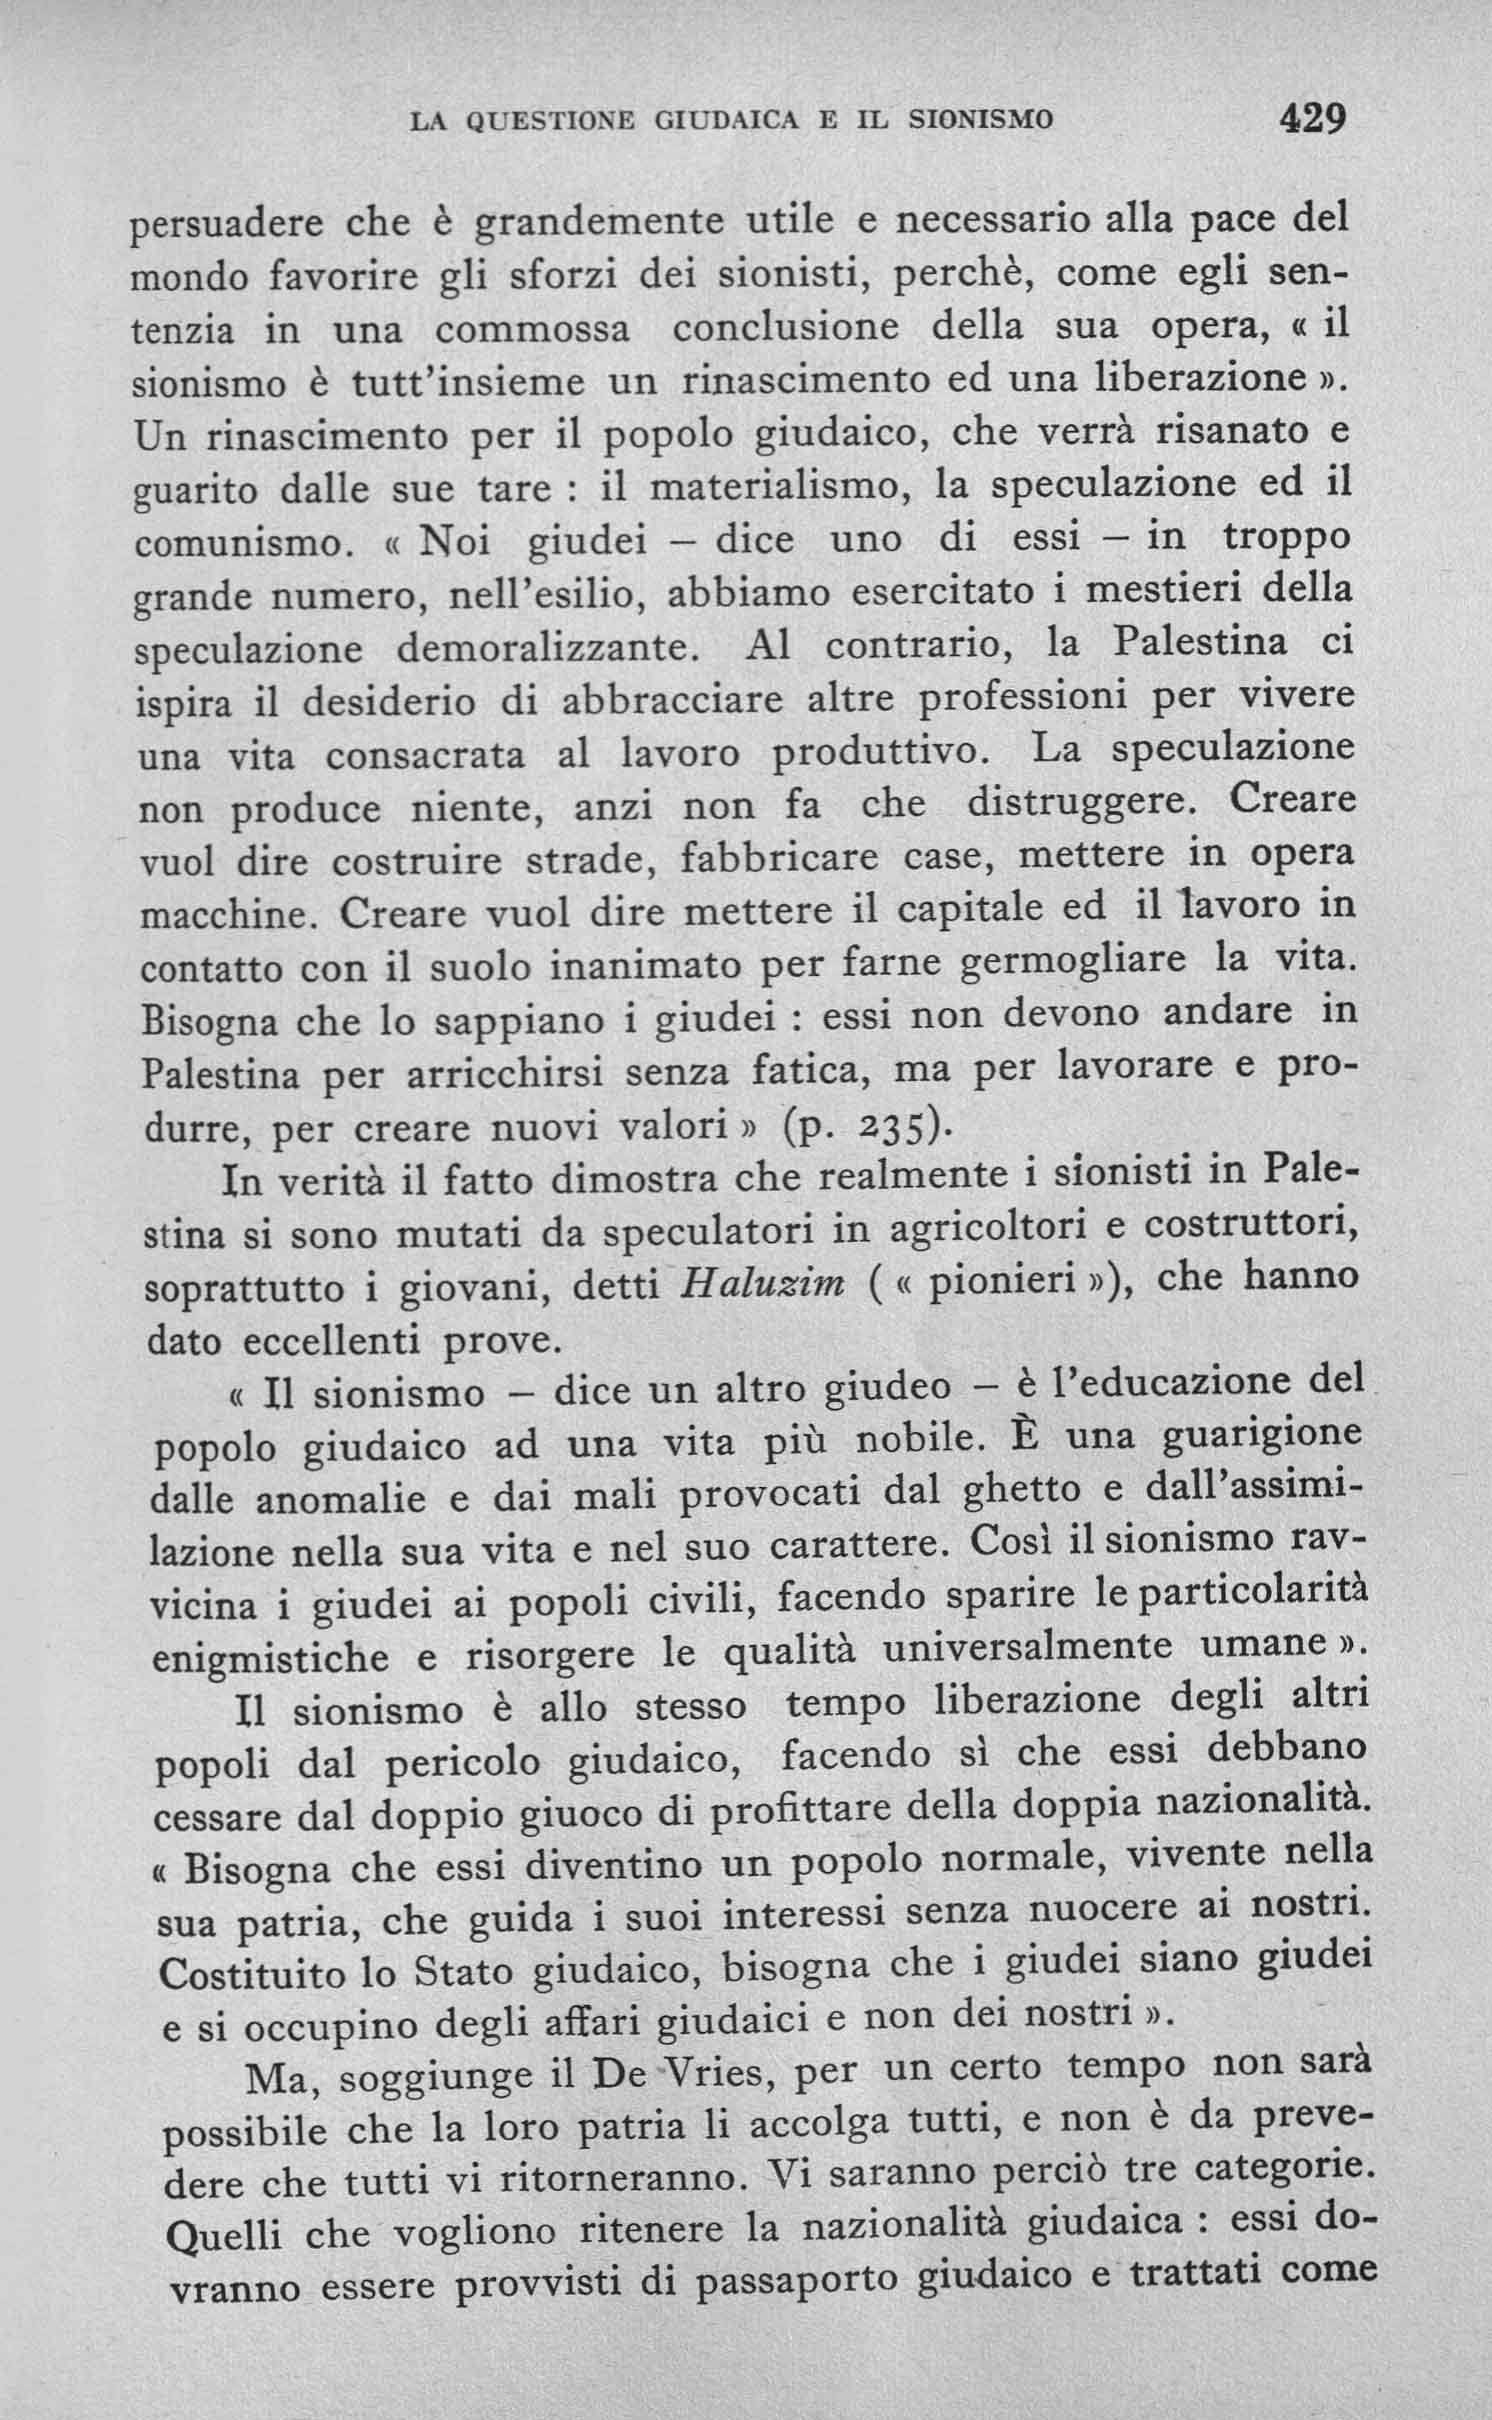 LA QUESTIONE GIUDAICA E IL SIONISMO 429
persuadere che è grandemente utile e necessario alla pace del
mondo favorire gli sforzi dei sionisti, perchè, come egli sen-
tenzia in una commossa conclusione della sua opera, « il
sionismo è tutt'insieme un rinascimento ed una liberazione ».
Un rinascimento per il popolo giudaico, che verrà risanato e
guarito dalle sue tare : il materialismo, la speculazione ed il
comunismo. « Noi giudei – dice uno di essi – in troppo
grande numero, nell'esilio, abbiamo esercitato i mestieri della
speculazione demoralizzante. Al contrario, la Palestina ci
ispira il desiderio di abbracciare altre professioni per vivere
una vita consacrata al lavoro produttivo. La speculazione
non produce niente, anzi non fa che distruggere. Creare
vuol dire costruire strade, fabbricare case, mettere in opera
macchine. Creare vuol dire mettere il capitale ed il lavoro in
contatto con il suolo inanimato per farne germogliare la vita.
Bisogna che lo sappiano i giudei : essi non devono andare in
Palestina per arricchirsi senza fatica, ma per lavorare e pro-
durre, per creare nuovi valori » (p. 235).
In verità il fatto dimostra che realmente i sionisti in Pale-
stina si sono mutati da speculatori in agricoltori e costruttori,
soprattutto i giovani, detti Haluzim ( « pionieri »), che hanno
dato eccellenti prove.
« Il sionismo – dice un altro giudeo – è l'educazione del
popolo giudaico ad una vita più nobile. È una guarigione
dalle anomalie e dai mali provocati dal ghetto e dall'assimi-
lazione nella sua vita e nel suo carattere. Così il sionismo rav-
vicina i giudei ai popoli civili, facendo sparire le particolarità
enigmistiche e risorgere le qualità universalmente umane ».
Il sionismo è allo stesso tempo liberazione degli altri
popoli dal pericolo giudaico, facendo sì che essi debbano
cessare dal doppio giuoco di profittare della doppia nazionalità.
« Bisogna che essi diventino un popolo normale, vivente nella
sua patria, che guida i suoi interessi senza nuocere ai nostri.
Costituito lo Stato giudaico, bisogna che i giudei siano giudei
e si occupino degli affari giudaici e non dei nostri ».
Ma, soggiunge il De Vries, per un certo tempo non sarà
possibile che la loro patria li accolga tutti, e non è da preve-
dere che tutti vi ritorneranno. Vi saranno perciò tre categorie.
Quelli che vogliono ritenere la nazionalità giudaica : essi do-
vranno essere provvisti di passaporto giudaico e trattati come